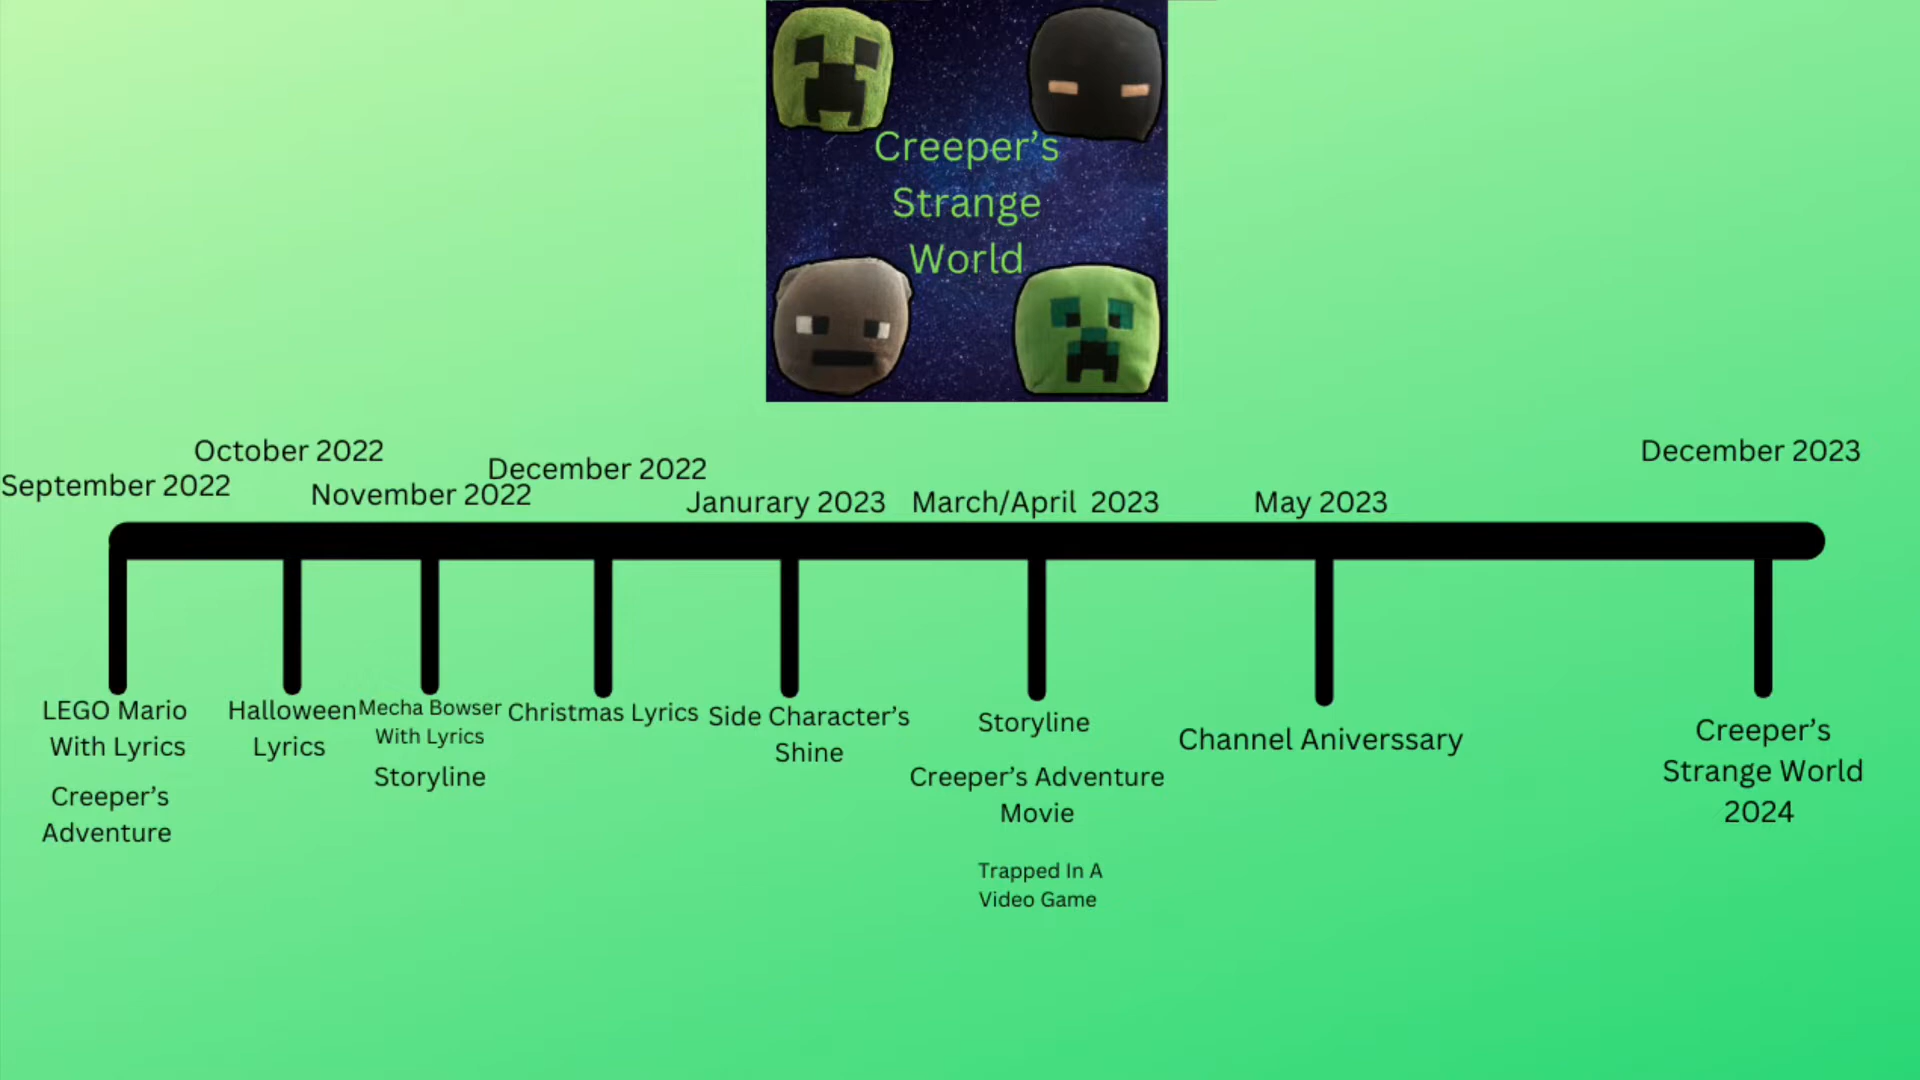 Creeper’s
Strange
World
October 2022
December 2023
December 2022
September 2022
November 2022
Janurary 2023
March/April 2023
May 2023
LEGO Mario
With Lyrics
Creeper’s
Adventure
Halloween
Lyrics
Mecha Bowser
With Lyrics
Storyline
Christmas Lyrics
Side Character’s
Shine
Storyline
Creeper’s Adventure
Movie
Trapped In A
Video Game
Channel Aniverssary
Creeper’s
Strange World
2024